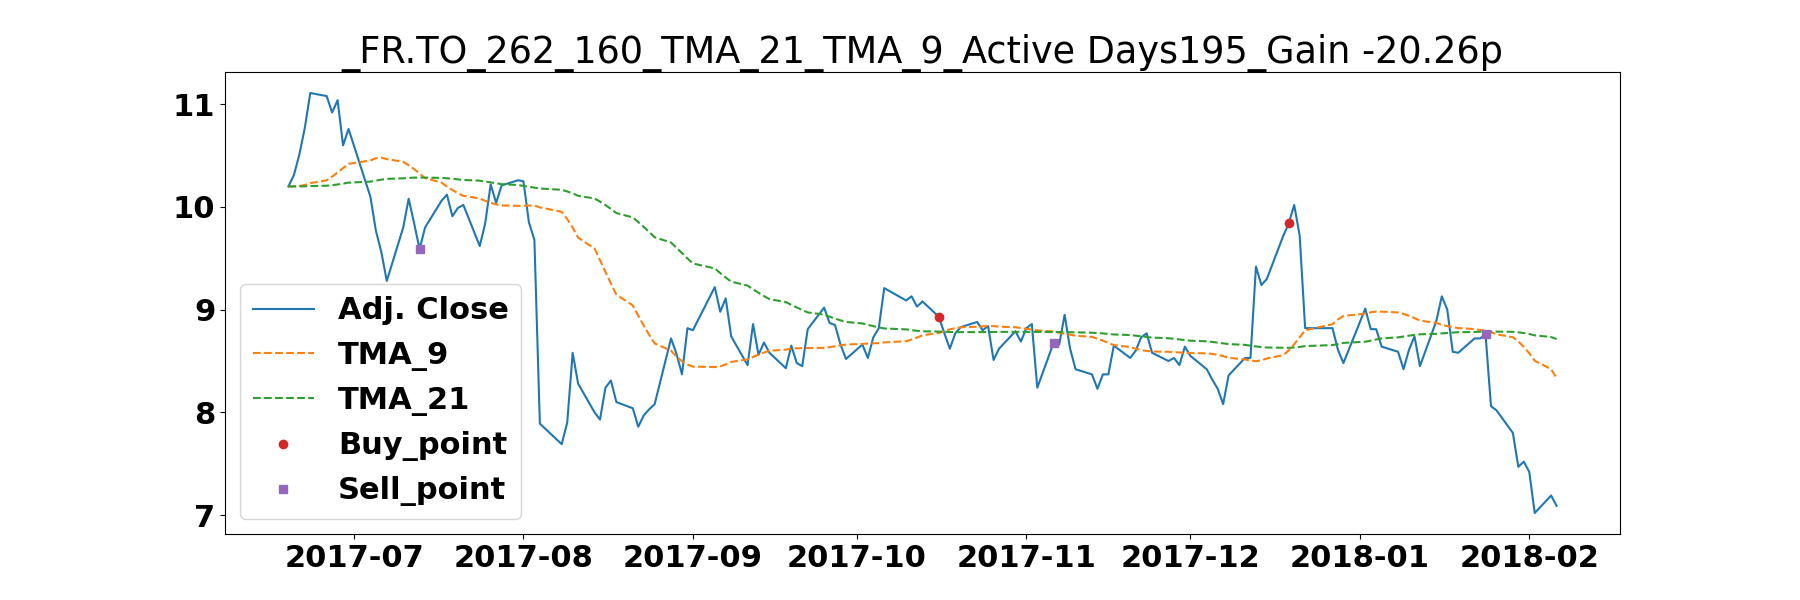 _FR.TO_262_160_TMA_21_TMA_9_Active Days195_Gain -20.26p
11
10
9
8
7
Adj. Close
TMA_9
TMA_21
Buy_point
Sell_point
2017-07 2017-08 2017-09 2017-10 2017-11 2017-12 2018-01 2018-02